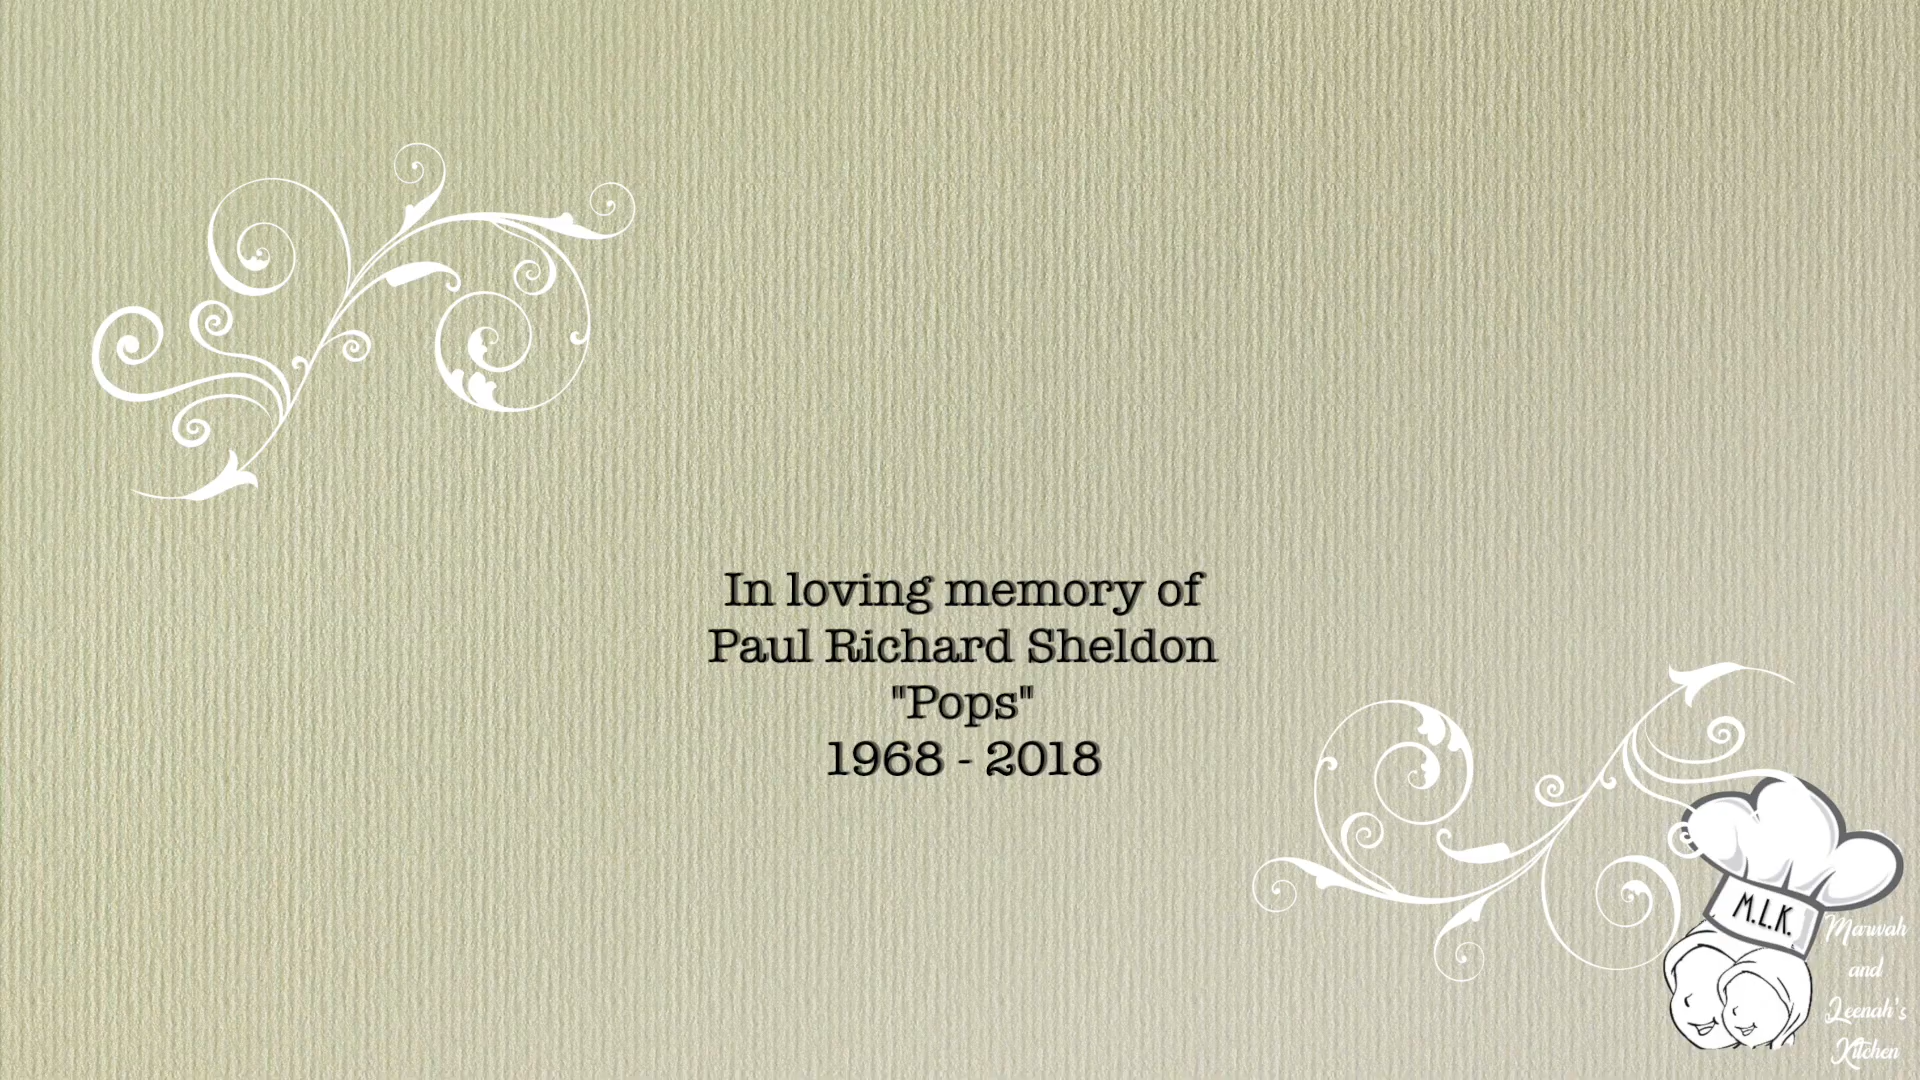 In loving memory of
Paul Richard Sheldon
"Pops"
1968 - 2018
M.L.K.
Marwah
and
Leenah's
Kitchen